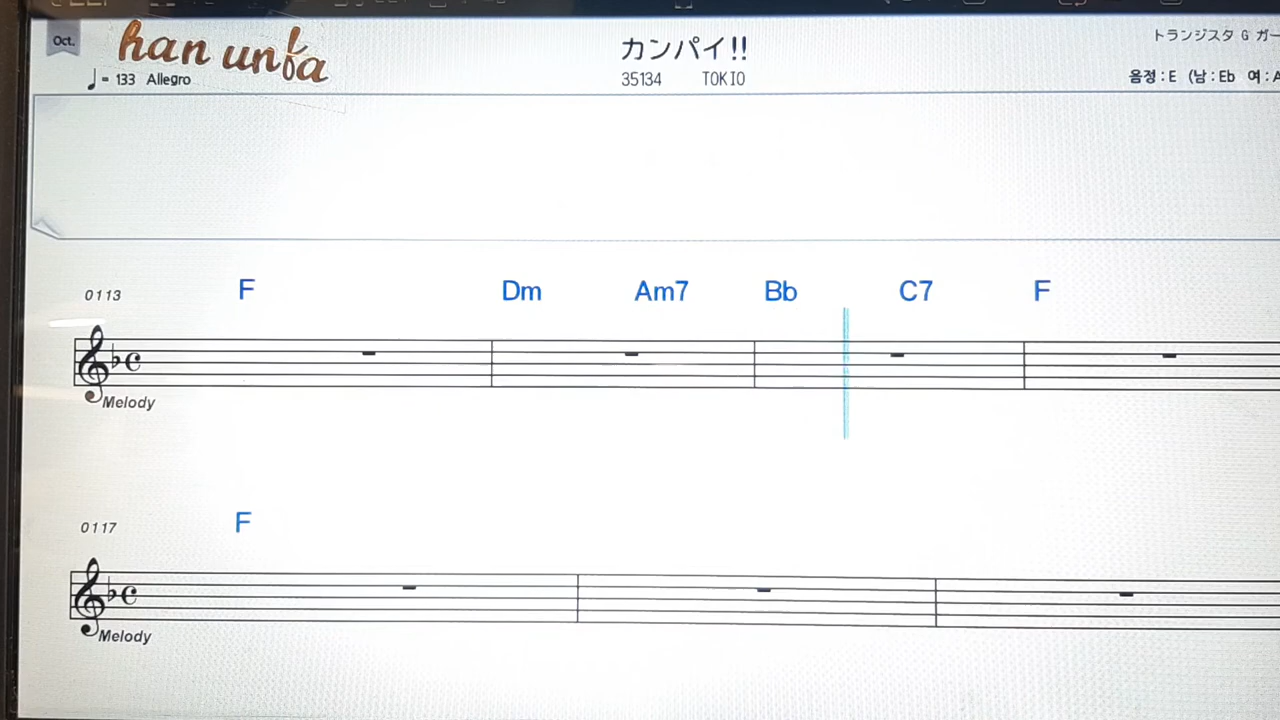 Oct.
han unfa
♩= 133 Allegro
カンパイ!!
35134 TOKIO
トランジスタ G ガー
음정 : E (남 : Eb 여 : A
0113 F Dm Am7 Bb C7 F
Melody
0117 F
Melody